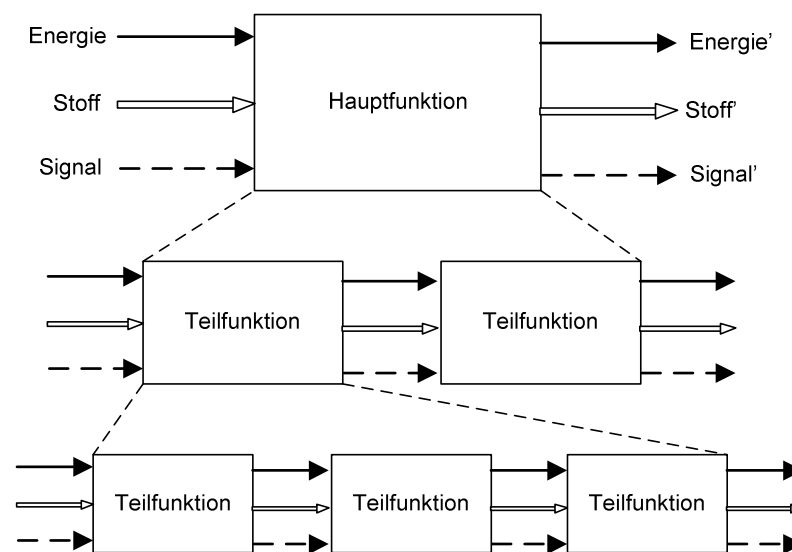 Energie
Energie’
Hauptfunktion
Stoff
Stoff’
Signal
Signal’
Teilfunktion
Teilfunktion
Teilfunktion
Teilfunktion
Teilfunktion